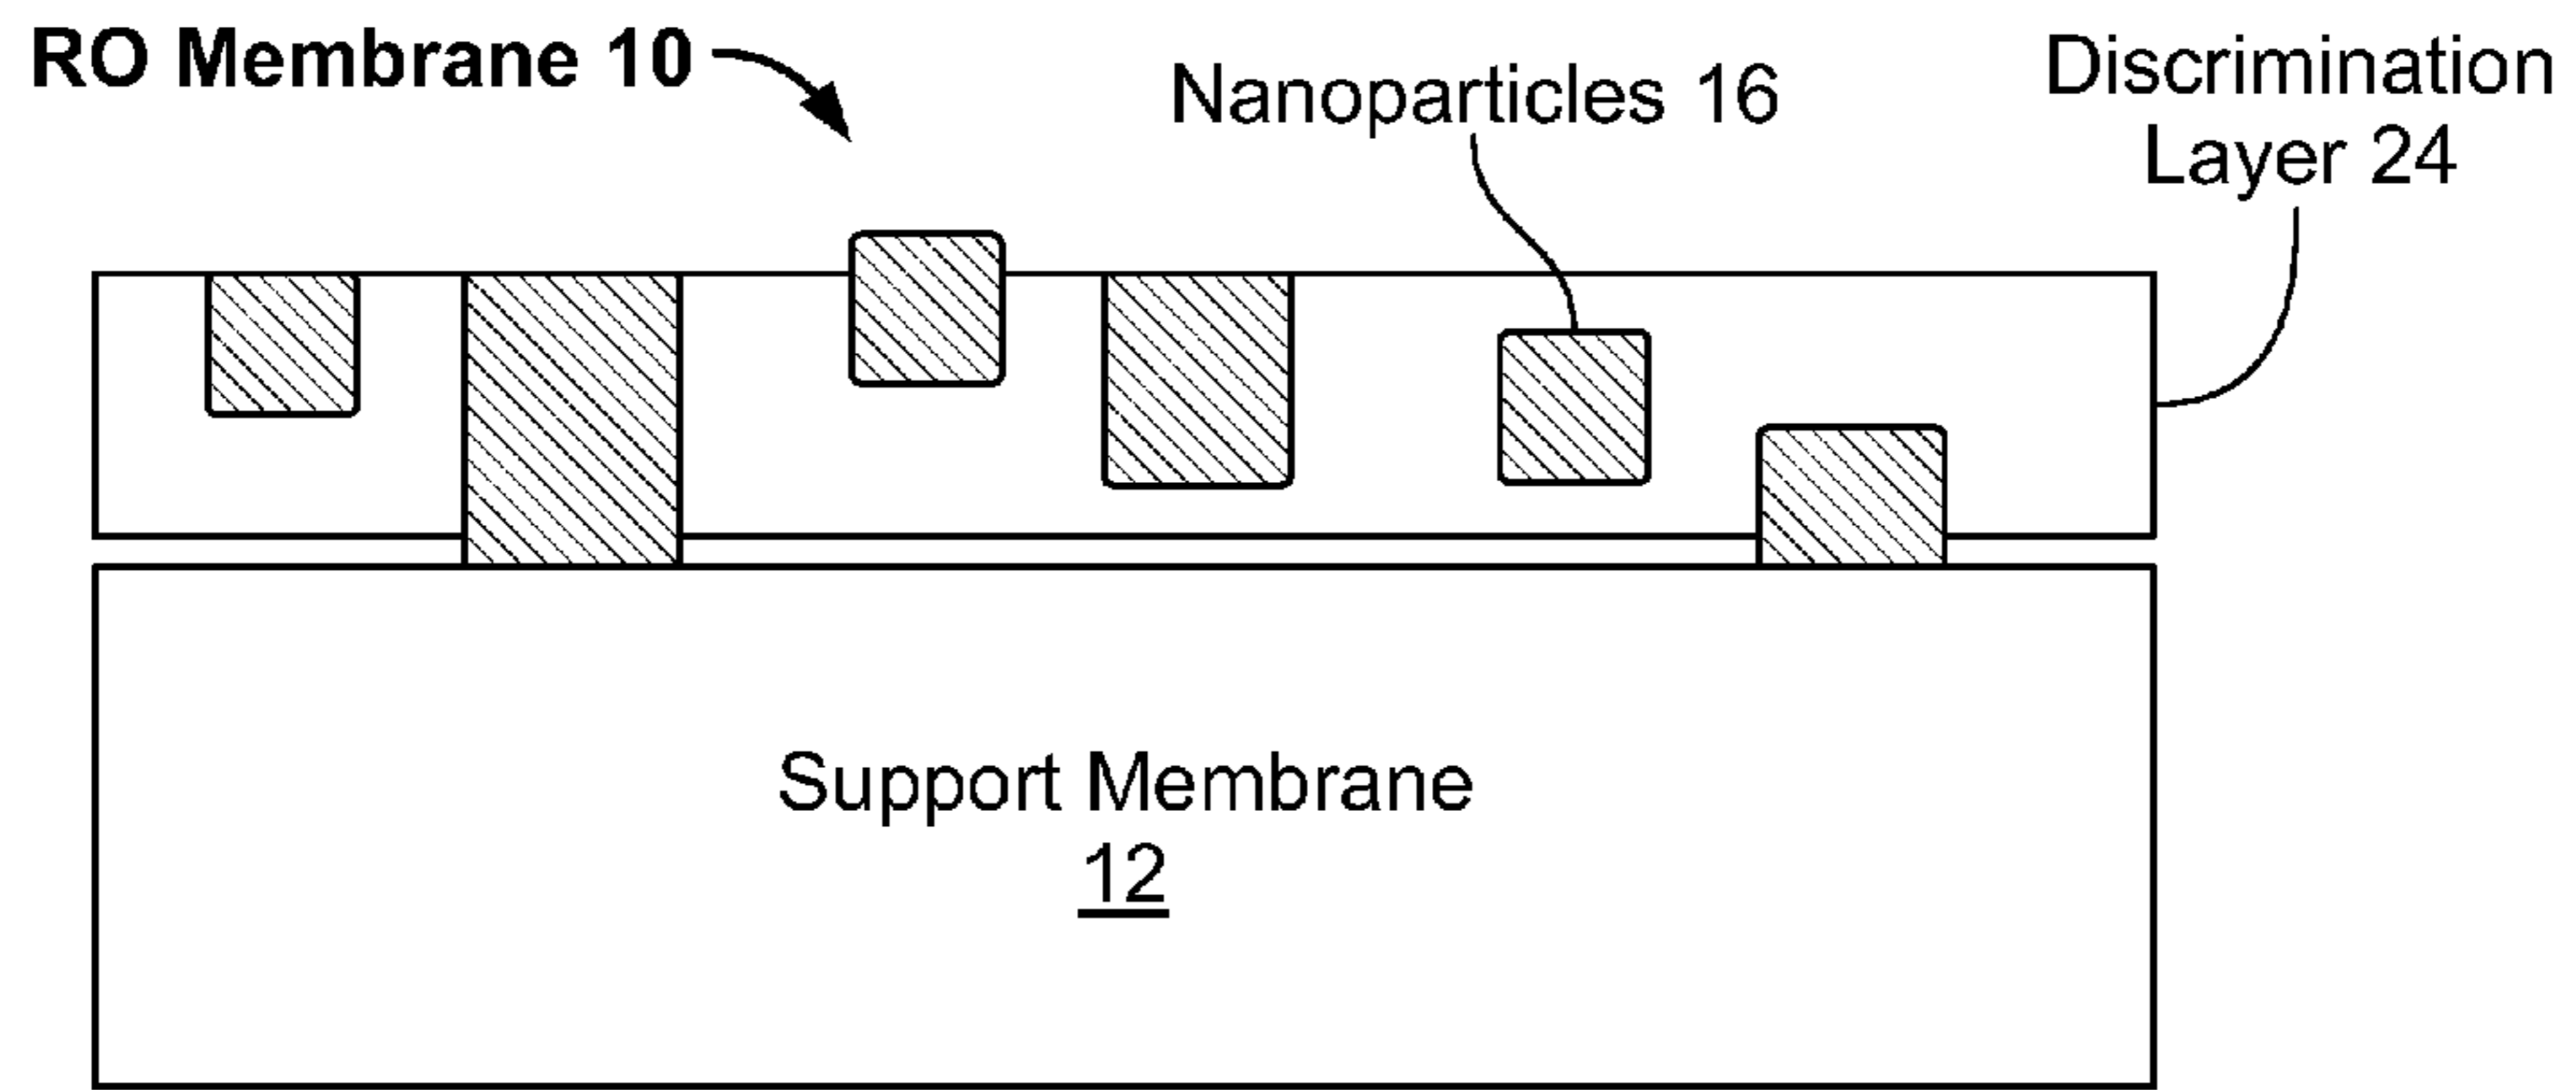 RO Membrane 10
Nanoparticles 16
Discrimination
Layer 24
Support Membrane
12